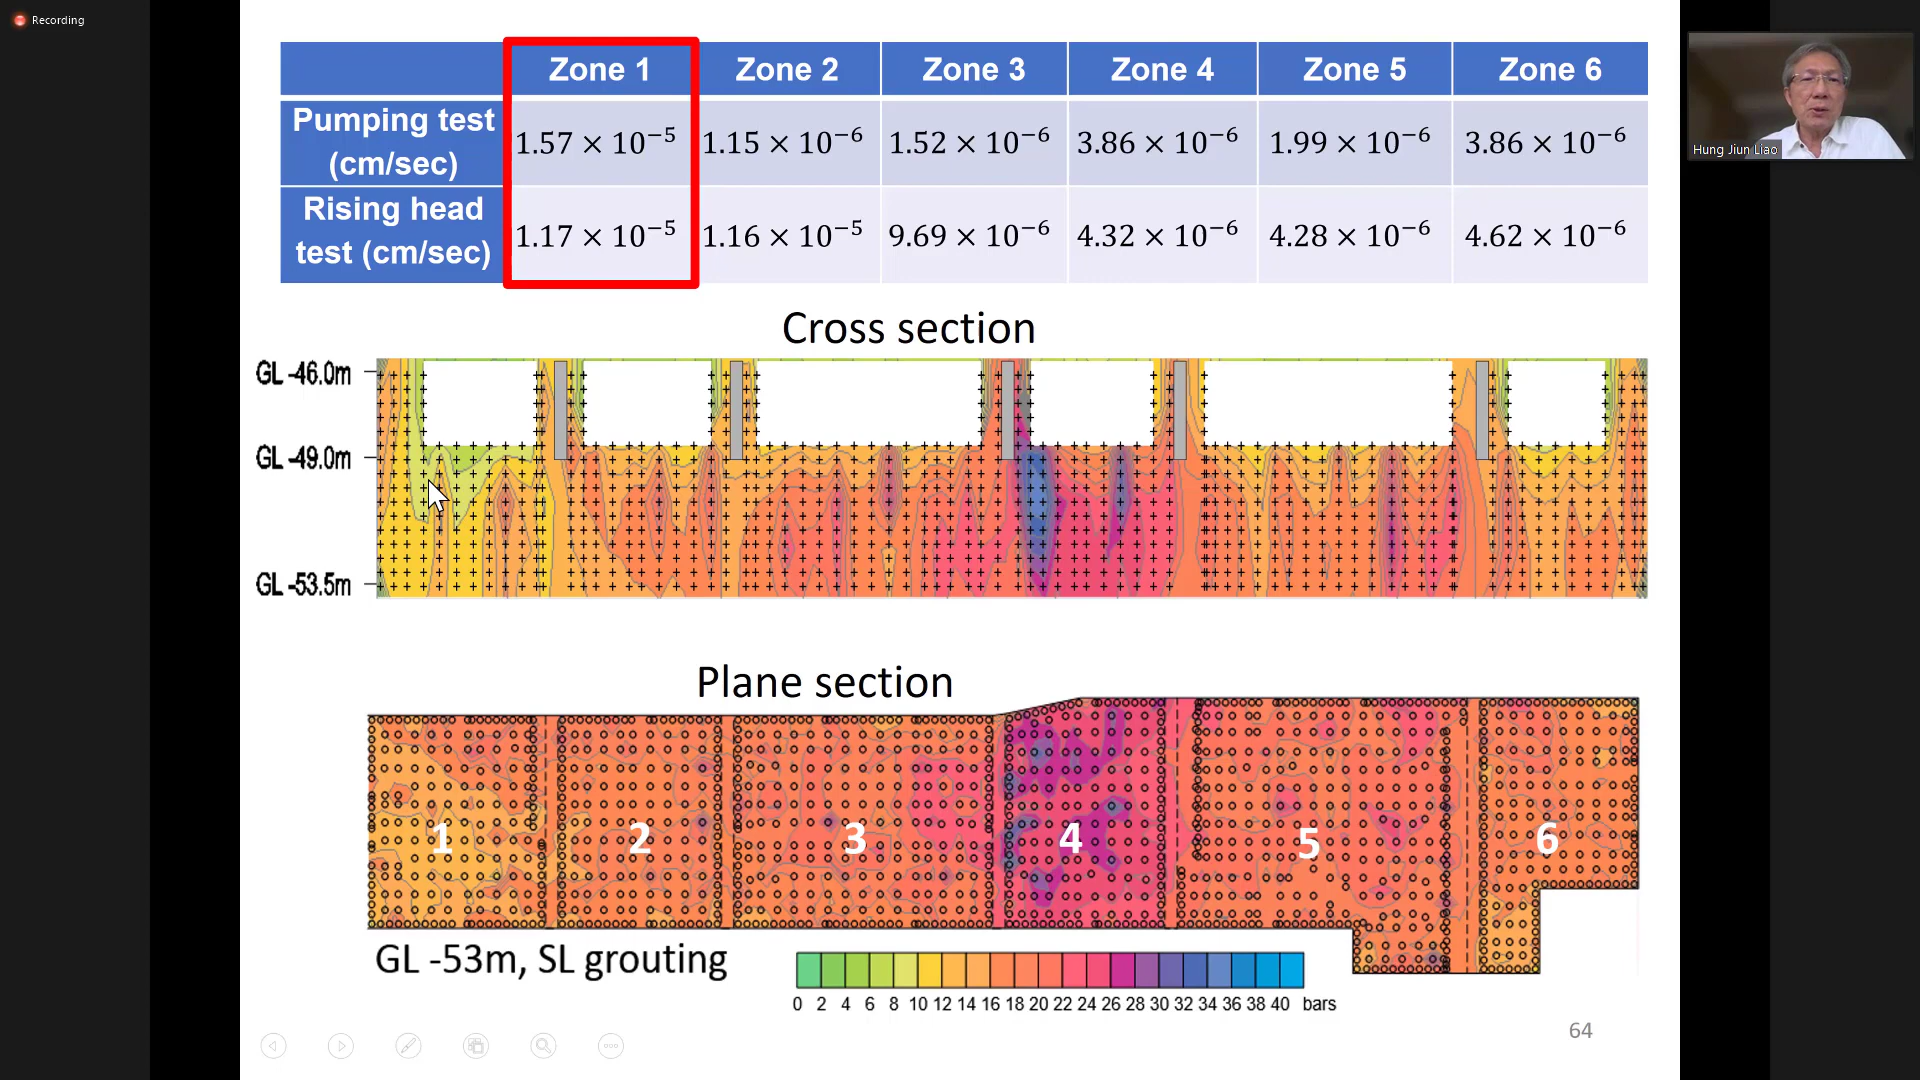 Recording
Zone 1 Zone 2 Zone 3 Zone 4 Zone 5 Zone 6
Pumping test
(cm/sec)
1.57 × 10⁻⁵ 1.15 × 10⁻⁶ 1.52 × 10⁻⁶ 3.86 × 10⁻⁶ 1.99 × 10⁻⁶ 3.86 × 10⁻⁶
Rising head
test (cm/sec)
1.17 × 10⁻⁵ 1.16 × 10⁻⁵ 9.69 × 10⁻⁶ 4.32 × 10⁻⁶ 4.28 × 10⁻⁶ 4.62 × 10⁻⁶
Hung Jiun Liao
Cross section
GL -46.0m
GL -49.0m
GL -53.5m
Plane section
1 2 3 4 5 6
GL -53m, SL grouting
0 2 4 6 8 10 12 14 16 18 20 22 24 26 28 30 32 34 36 38 40 bars
64